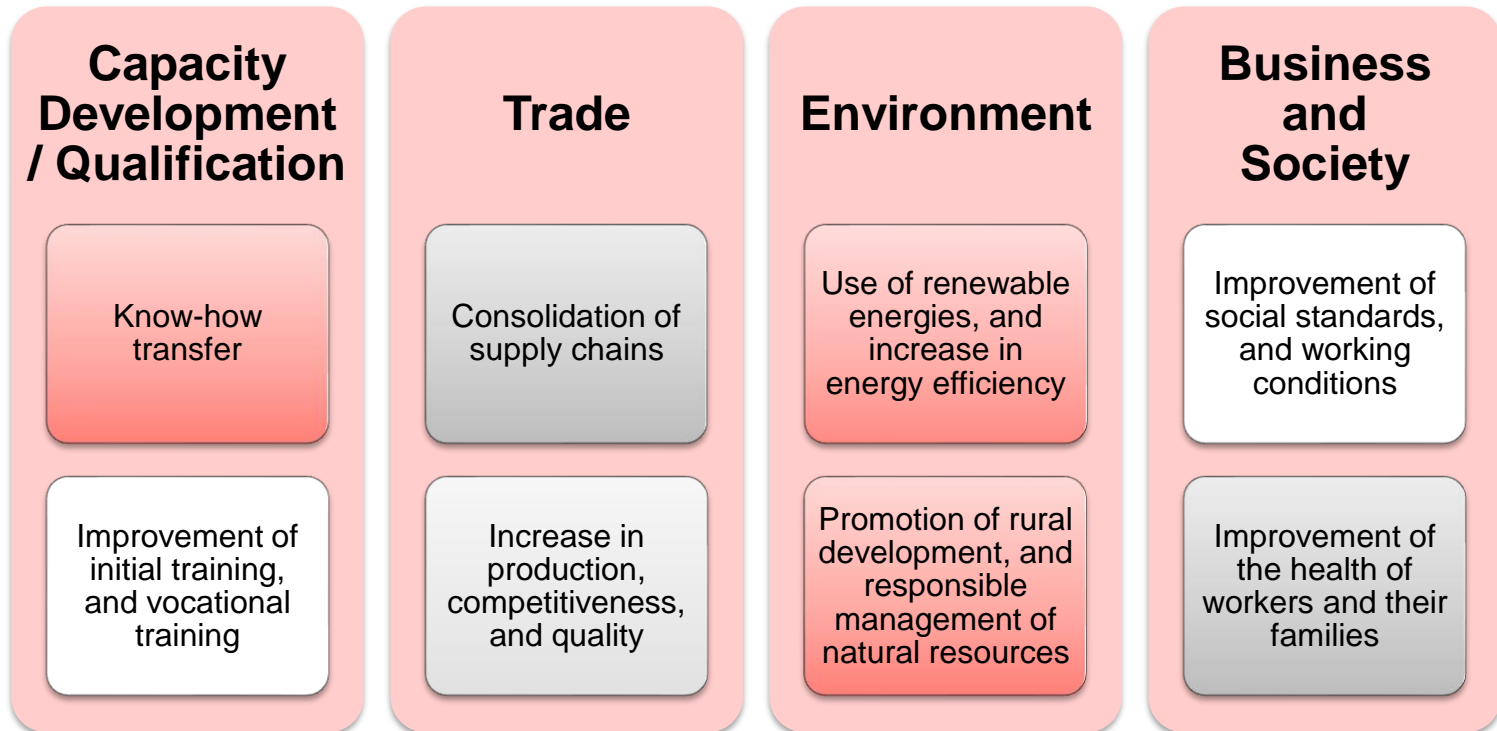 Capacity
Development
/ Qualification
Know-how
transfer
Improvement of
initial training,
and vocational
training
Trade
Consolidation of
supply chains
Increase in
production,
competitiveness,
and quality
Environment
Use of renewable
energies, and
increase in
energy efficiency
Promotion of rural
development, and
responsible
management of
natural resources
Business
and
Society
Improvement of
social standards,
and working
conditions
Improvement of
the health of
workers and their
families